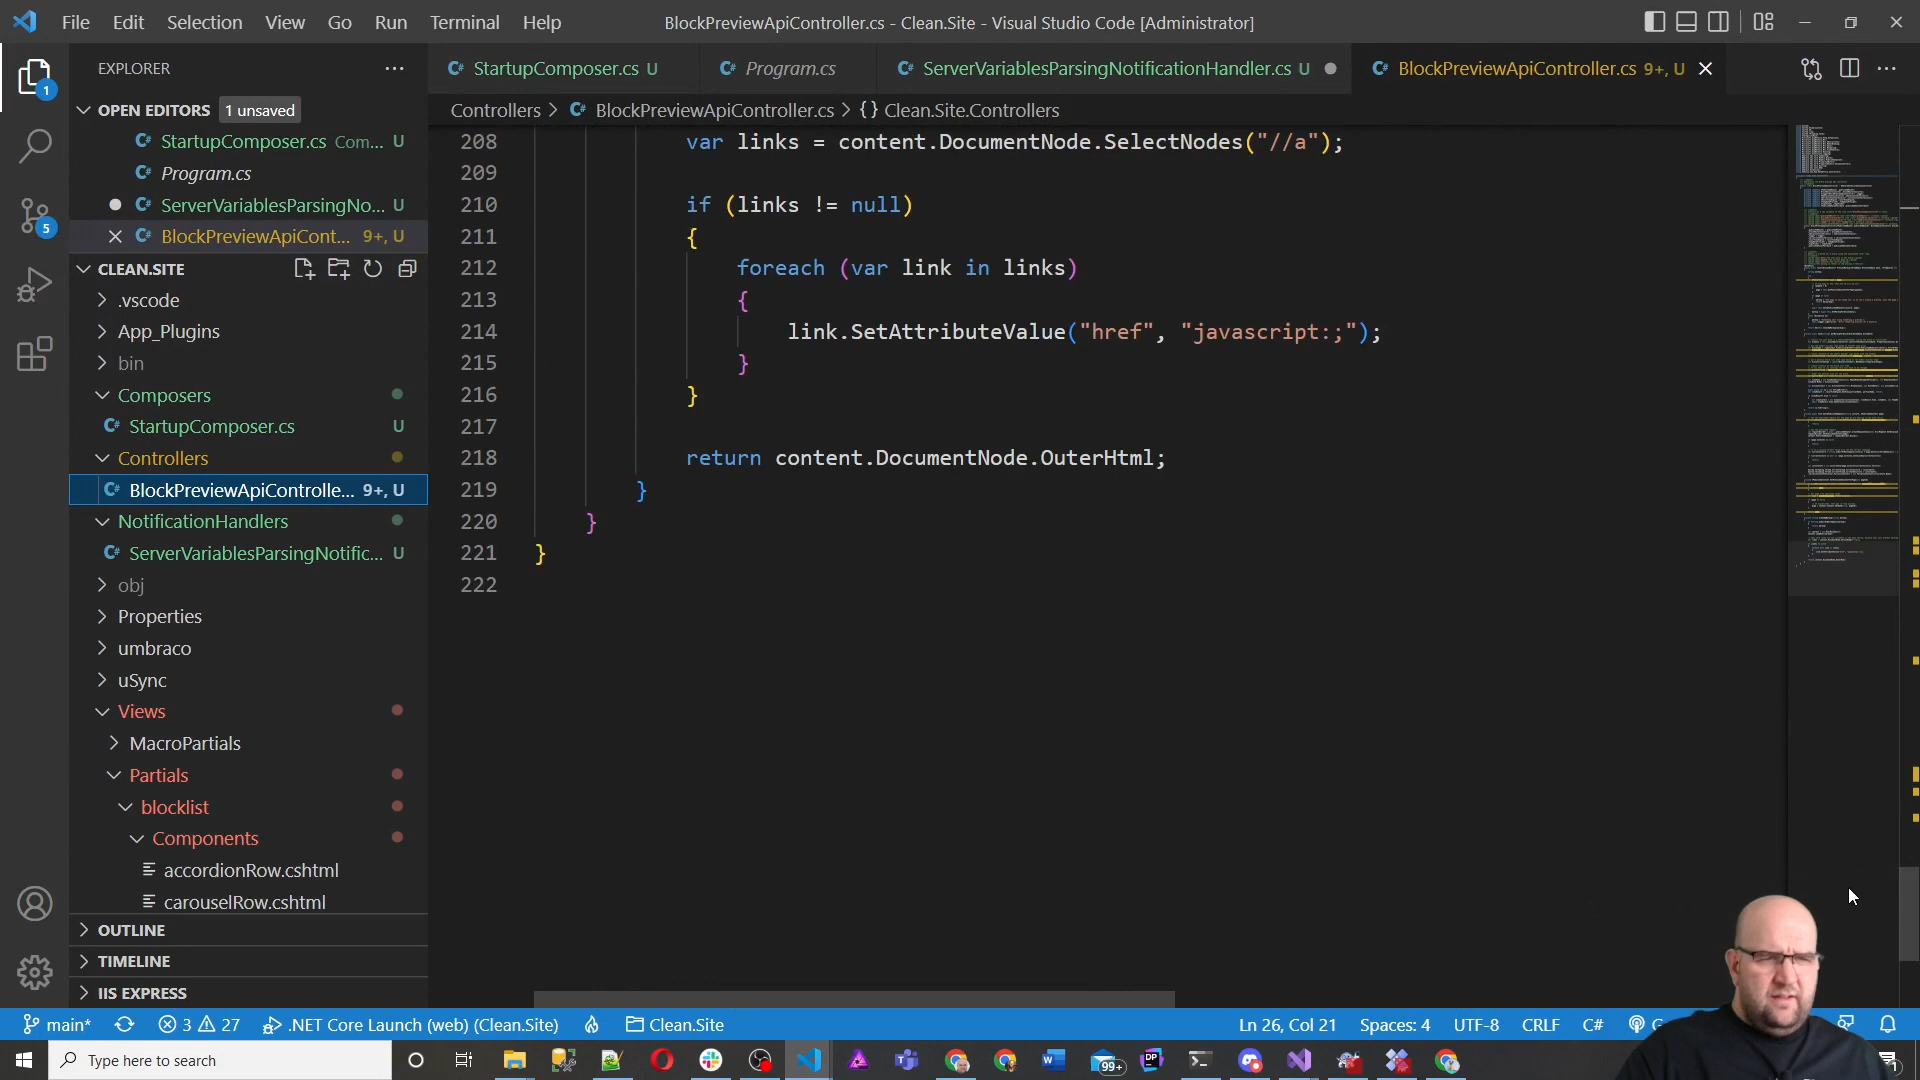 File Edit Selection View Go Run Terminal Help
BlockPreviewApiController.cs - Clean.Site - Visual Studio Code [Administrator]
EXPLORER
OPEN EDITORS 1 unsaved
StartupComposer.cs Com... U
Program.cs
ServerVariablesParsingNo... U
BlockPreviewApiCont... 9+, U
CLEAN.SITE
.vscode
App_Plugins
bin
Composers
StartupComposer.cs U
Controllers
BlockPreviewApiControlle... 9+, U
NotificationHandlers
ServerVariablesParsingNotific... U
obj
Properties
umbraco
uSync
Views
MacroPartials
Partials
blocklist
Components
accordionRow.cshtml
carouselRow.cshtml
OUTLINE
TIMELINE
IIS EXPRESS
1
5
StartupComposer.cs U
Program.cs
ServerVariablesParsingNotificationHandler.cs U
BlockPreviewApiController.cs 9+, U
Controllers > BlockPreviewApiController.cs > {} Clean.Site.Controllers
208 var links = content.DocumentNode.SelectNodes("//a");
209
210 if (links != null)
211 {
212 foreach (var link in links)
213 {
214 link.SetAttributeValue("href", "javascript:;");
215 }
216 }
217
218 return content.DocumentNode.OuterHtml;
219 }
220 }
221 }
222
main* 3 27 .NET Core Launch (web) (Clean.Site) Clean.Site
Ln 26, Col 21 Spaces: 4 UTF-8 CRLF C#
Type here to search
99+